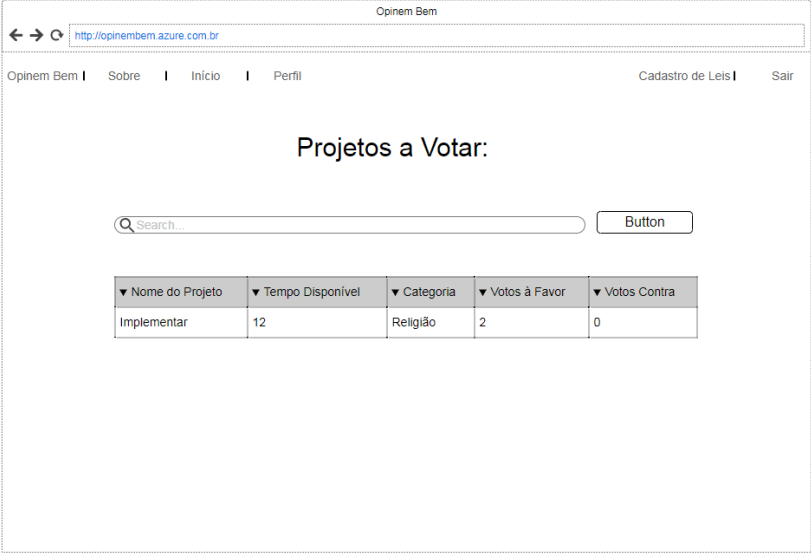 Opinem Bem
http://opinembem.azure.com.br
Opinem Bem Sobre Início Perfil Cadastro de Leis Sair
Projetos a Votar:
Search... Button
Nome do Projeto Tempo Disponível Categoria Votos à Favor Votos Contra
Implementar 12 Religião 2 0